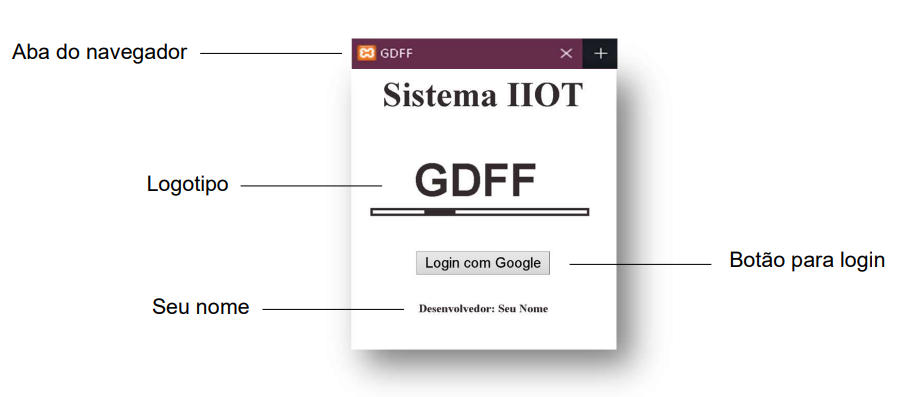 Aba do navegador
GDFF
Sistema IIOT
Logotipo
GDFF
Login com Google
Botão para login
Seu nome
Desenvolvedor: Seu Nome